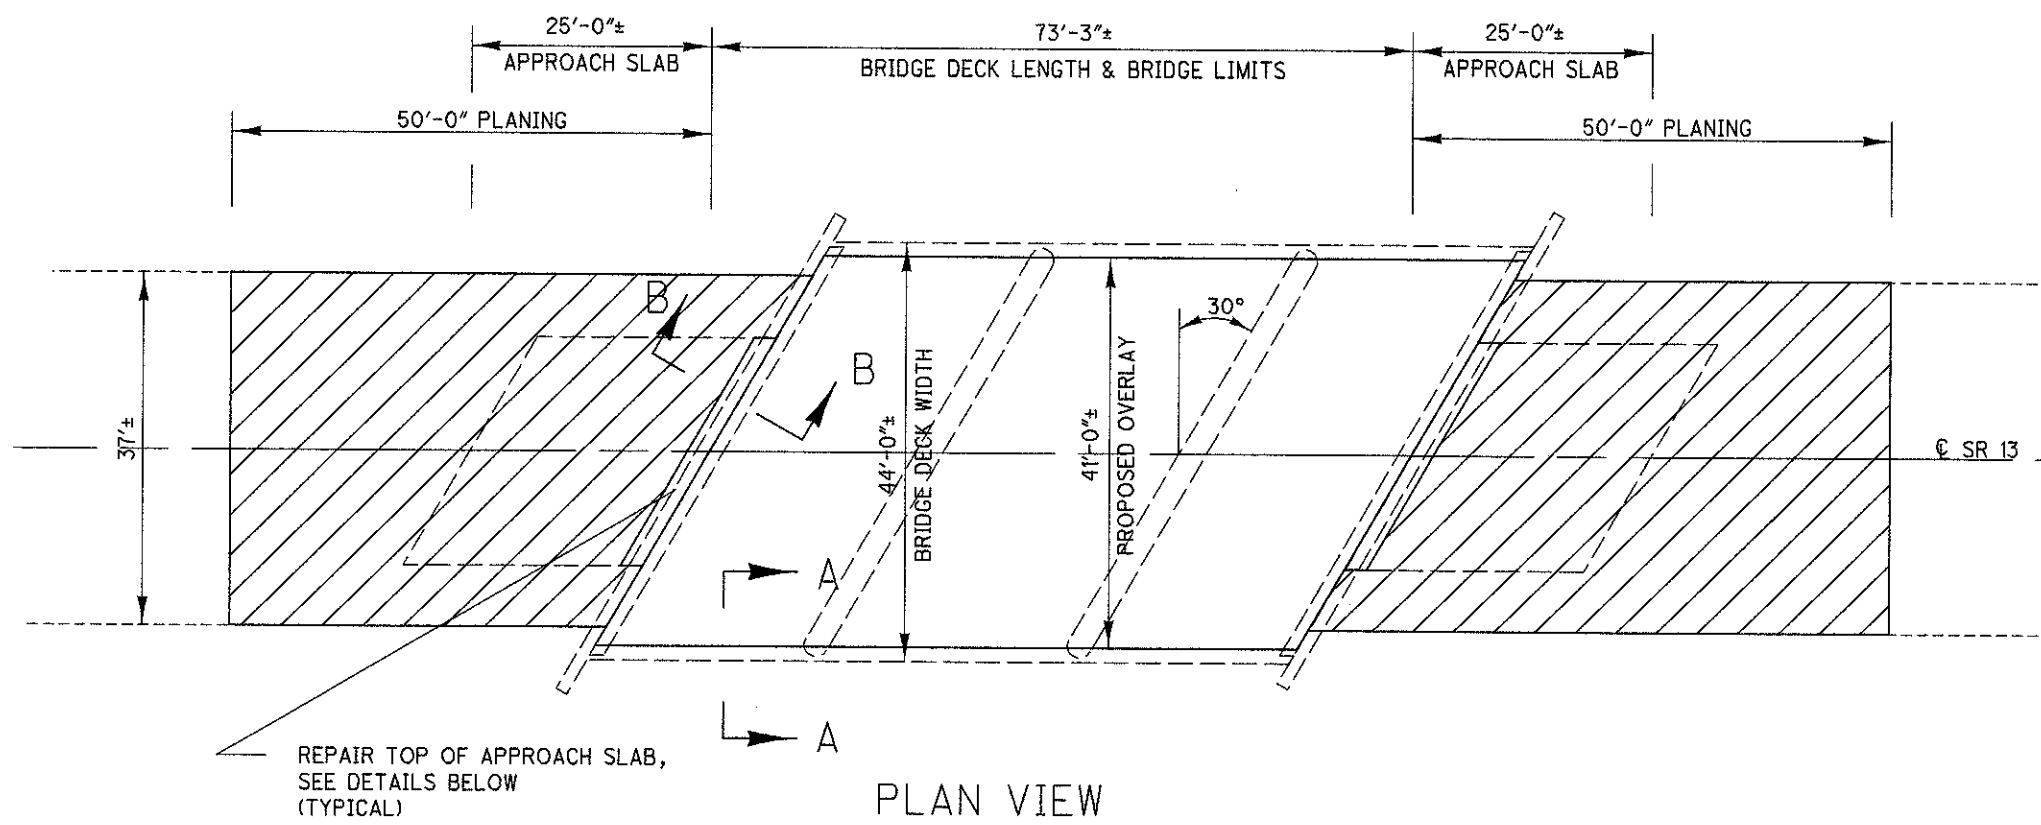 25'-0"±
APPROACH SLAB
73'-3"±
BRIDGE DECK LENGTH & BRIDGE LIMITS
25'-0"±
APPROACH SLAB
50'-0" PLANING
50'-0" PLANING
B
30°
B
37'±
44'-0"±
BRIDGE DECK WIDTH
41'-0"±
PROPOSED OVERLAY
℄ SR 13
A
A
REPAIR TOP OF APPROACH SLAB,
SEE DETAILS BELOW
(TYPICAL)
PLAN VIEW